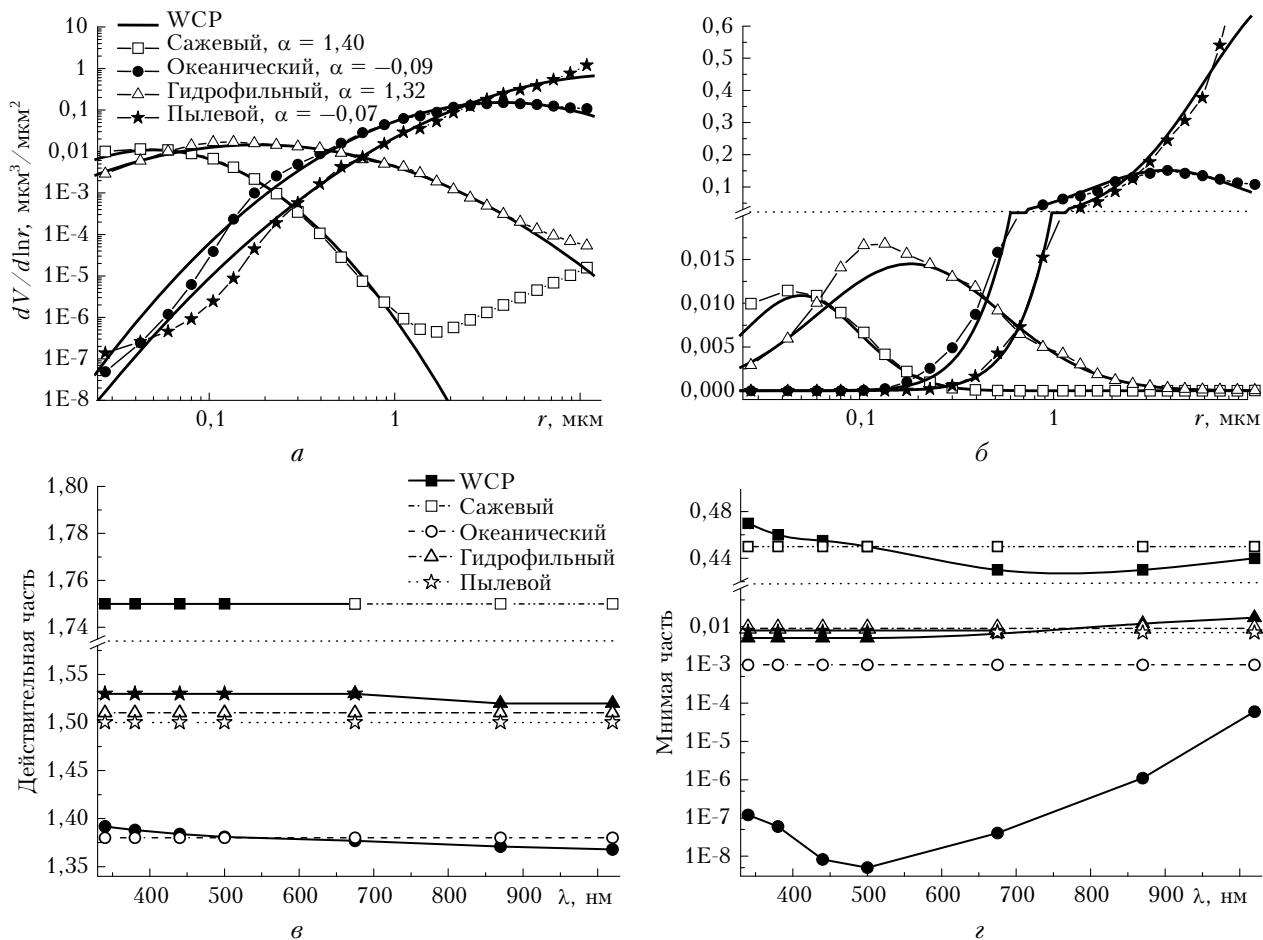 10
1
0,1
0,01
1E-3
1E-4
1E-5
1E-6
1E-7
1E-8
dV/dlnr, мкм³/мкм²
WCP
Сажевый, α = 1,40
Океанический, α = −0,09
Гидрофильный, α = 1,32
Пылевой, α = −0,07
0,1
1
r, мкм
а
0,6
0,5
0,4
0,3
0,2
0,1
0,015
0,010
0,005
0,000
0,1
1
r, мкм
б
1,80
1,78
1,76
1,74
1,55
1,50
1,45
1,40
1,35
Действительная часть
WCP
Сажевый
Океанический
Гидрофильный
Пылевой
400 500 600 700 800 900 λ, нм
в
0,48
0,44
0,01
1E-3
1E-4
1E-5
1E-6
1E-7
1E-8
Мнимая часть
400 500 600 700 800 900 λ, нм
г